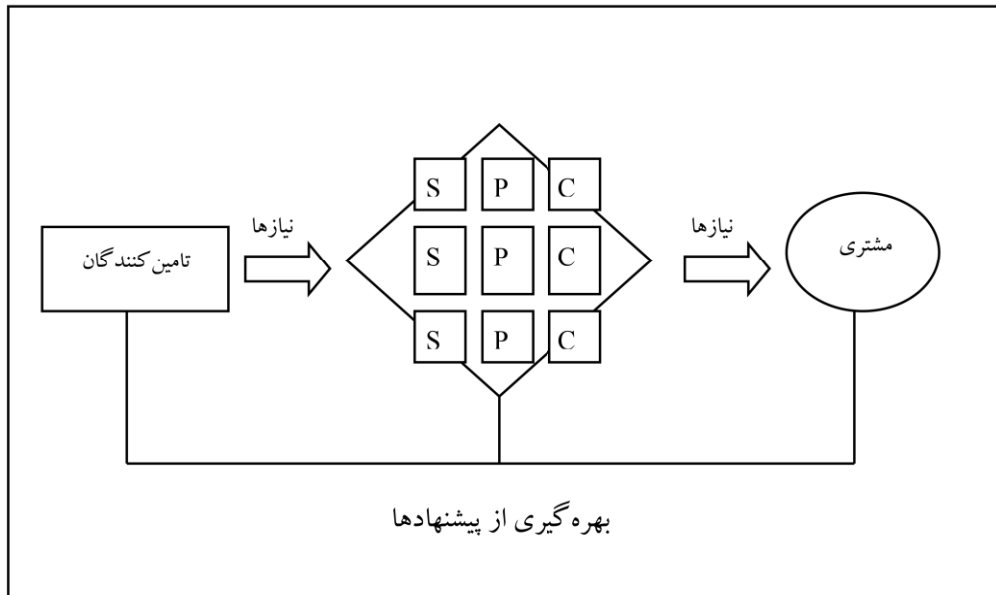 S P C
نیازها
نیازها
مشتری
تامین‌کنندگان
S P C
S P C
بهره‌گیری از پیشنهادها